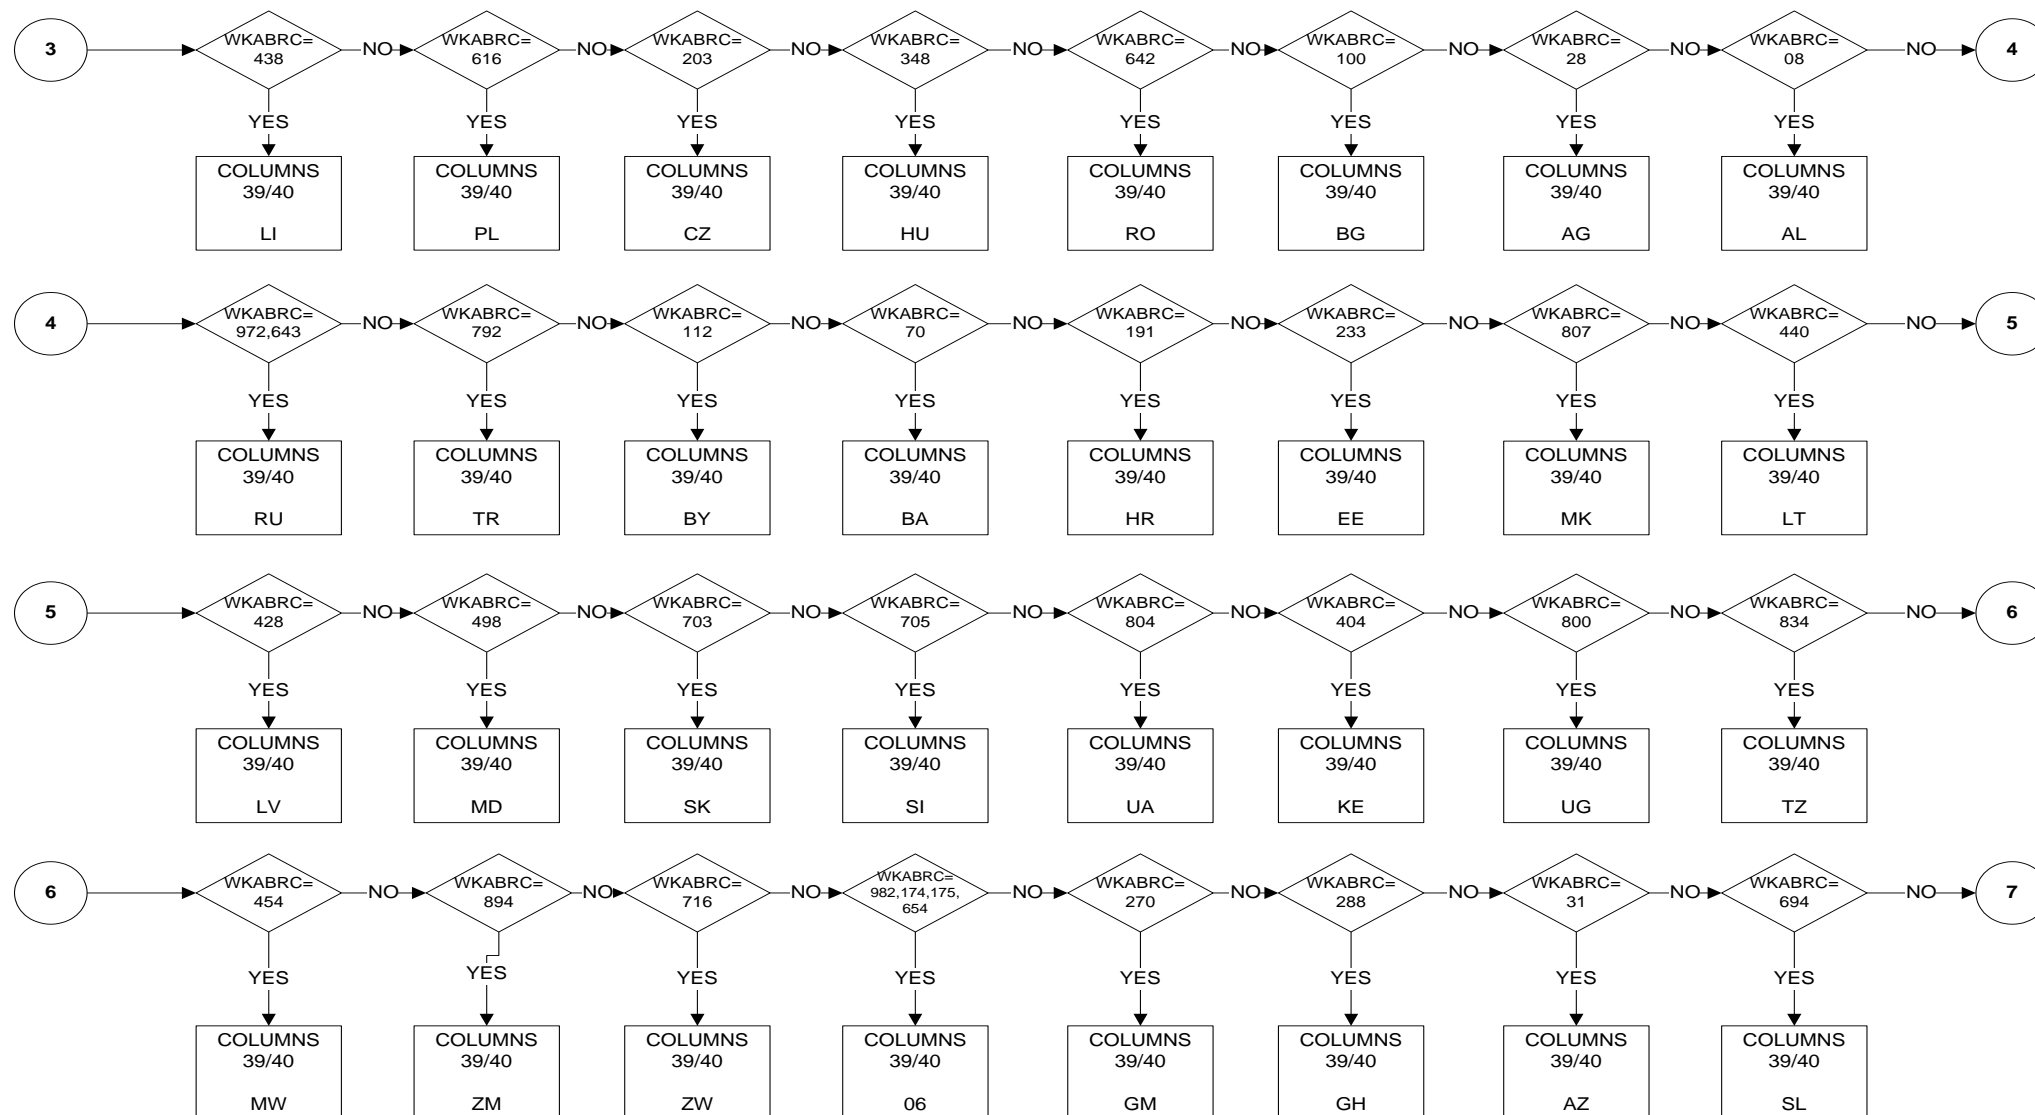 3
WKABRC=
438
NO
WKABRC=
616
NO
WKABRC=
203
NO
WKABRC=
348
NO
WKABRC=
642
NO
WKABRC=
100
NO
WKABRC=
28
NO
WKABRC=
08
NO
4
YES
YES
YES
YES
YES
YES
YES
YES
COLUMNS
39/40
LI
COLUMNS
39/40
PL
COLUMNS
39/40
CZ
COLUMNS
39/40
HU
COLUMNS
39/40
RO
COLUMNS
39/40
BG
COLUMNS
39/40
AG
COLUMNS
39/40
AL
4
WKABRC=
972,643
NO
WKABRC=
792
NO
WKABRC=
112
NO
WKABRC=
70
NO
WKABRC=
191
NO
WKABRC=
233
NO
WKABRC=
807
NO
WKABRC=
440
NO
5
YES
YES
YES
YES
YES
YES
YES
YES
COLUMNS
39/40
RU
COLUMNS
39/40
TR
COLUMNS
39/40
BY
COLUMNS
39/40
BA
COLUMNS
39/40
HR
COLUMNS
39/40
EE
COLUMNS
39/40
MK
COLUMNS
39/40
LT
5
WKABRC=
428
NO
WKABRC=
498
NO
WKABRC=
703
NO
WKABRC=
705
NO
WKABRC=
804
NO
WKABRC=
404
NO
WKABRC=
800
NO
WKABRC=
834
NO
6
YES
YES
YES
YES
YES
YES
YES
YES
COLUMNS
39/40
LV
COLUMNS
39/40
MD
COLUMNS
39/40
SK
COLUMNS
39/40
SI
COLUMNS
39/40
UA
COLUMNS
39/40
KE
COLUMNS
39/40
UG
COLUMNS
39/40
TZ
6
WKABRC=
454
NO
WKABRC=
894
NO
WKABRC=
716
NO
WKABRC=
982,174,175,
654
NO
WKABRC=
270
NO
WKABRC=
288
NO
WKABRC=
31
NO
WKABRC=
694
NO
7
YES
YES
YES
YES
YES
YES
YES
YES
COLUMNS
39/40
MW
COLUMNS
39/40
ZM
COLUMNS
39/40
ZW
COLUMNS
39/40
06
COLUMNS
39/40
GM
COLUMNS
39/40
GH
COLUMNS
39/40
AZ
COLUMNS
39/40
SL